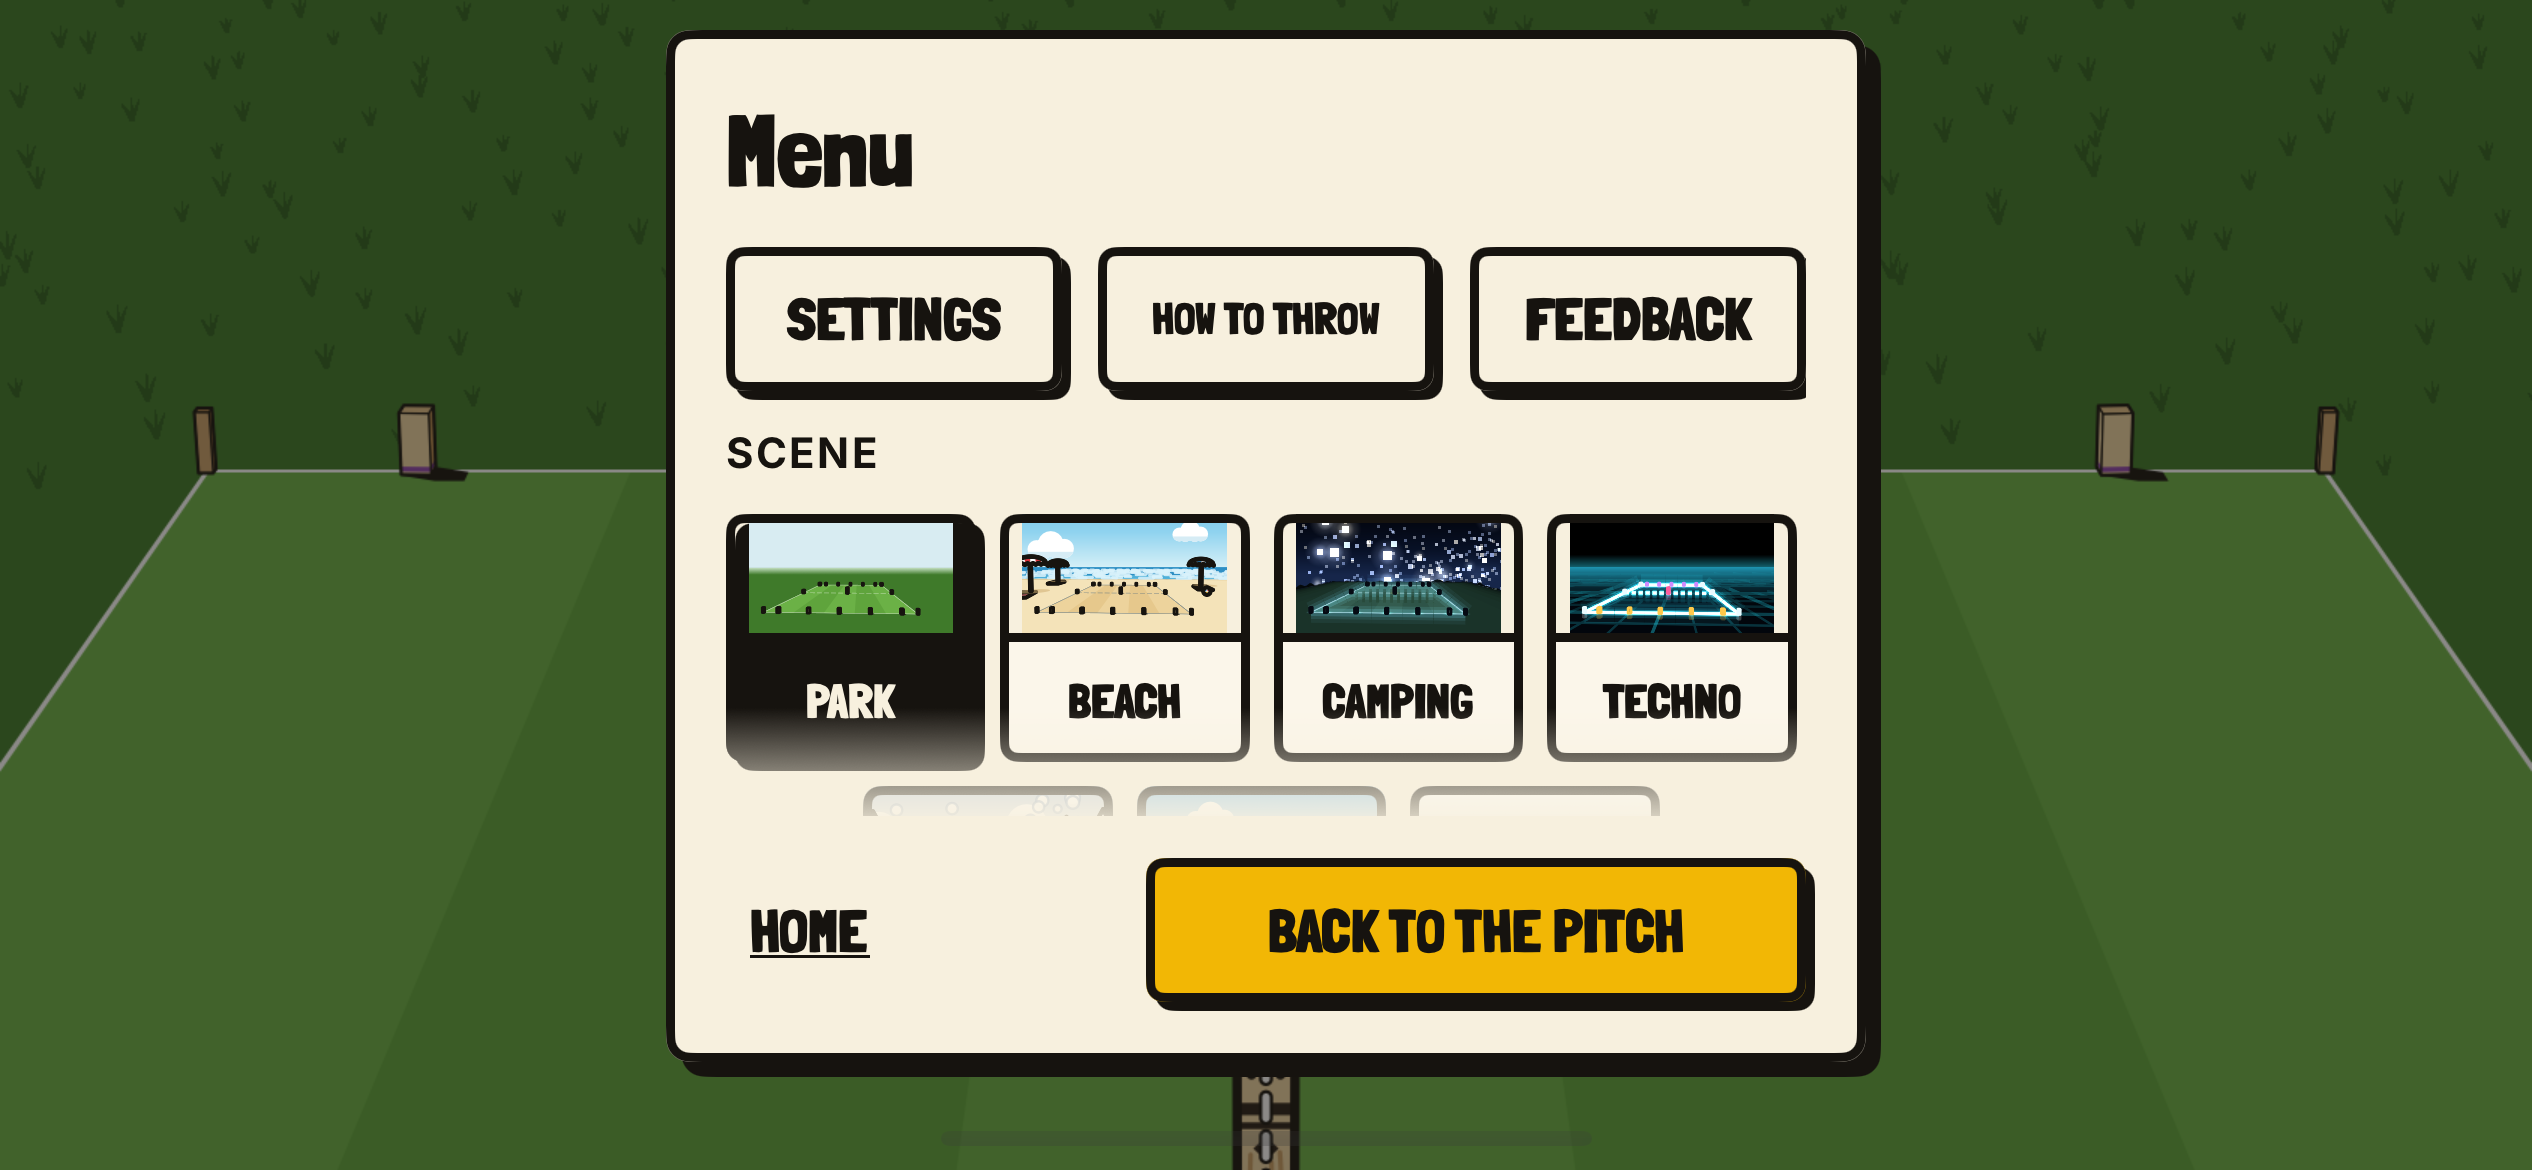 Menu
SETTINGS HOW TO THROW FEEDBACK
SCENE
PARK BEACH CAMPING TECHNO
HOME BACK TO THE PITCH